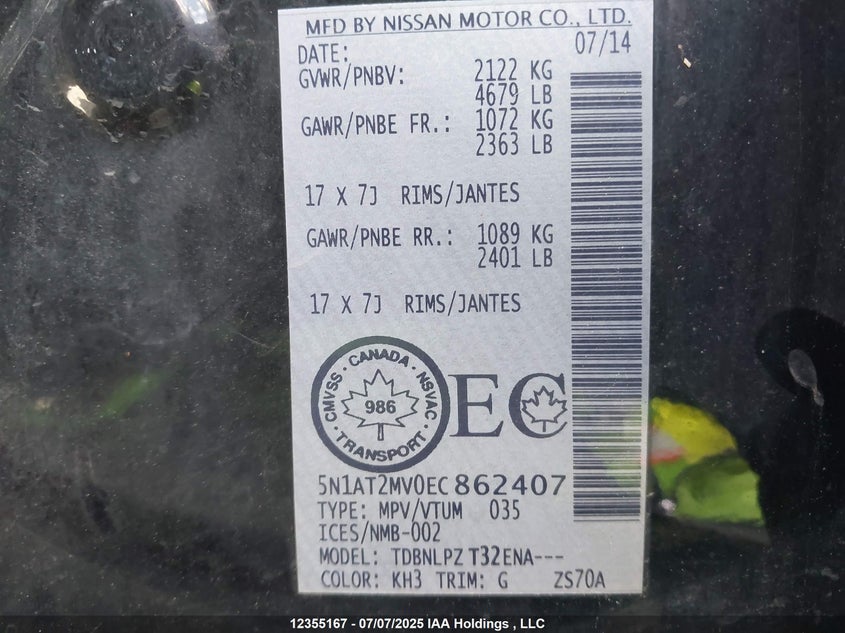 MFD BY NISSAN MOTOR CO., LTD.
DATE: 07/14
GVWR/PNBV: 2122 KG
4679 LB
GAWR/PNBE FR.: 1072 KG
2363 LB
17 X 7J RIMS/JANTES
GAWR/PNBE RR.: 1089 KG
2401 LB
17 X 7J RIMS/JANTES
CANADA · NSVAC · TRANSPORT · CMVSS ·
986
EC
5N1AT2MV0EC862407
TYPE: MPV/VTUM 035
ICES/NMB-002
MODEL: TDBNLPZ T32ENA---
COLOR: KH3 TRIM: G ZS70A
12355167 - 07/07/2025 IAA Holdings , LLC